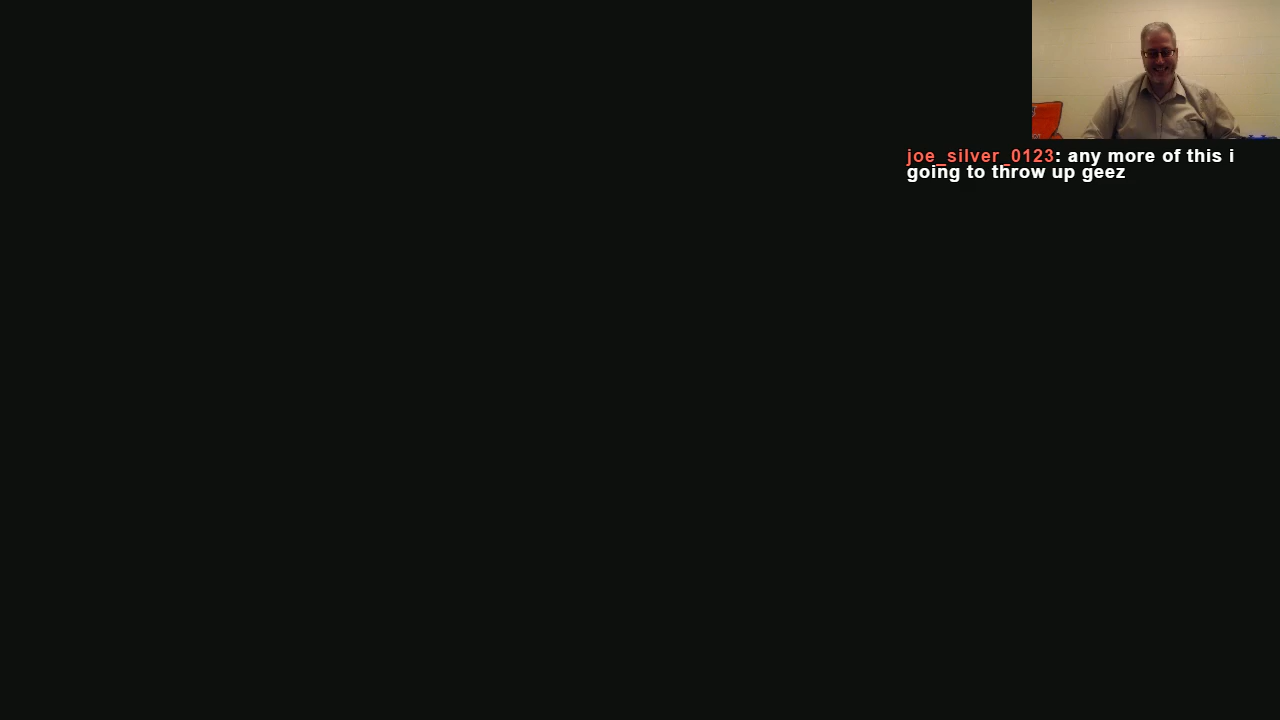 joe_silver_0123: any more of this i
going to throw up geez